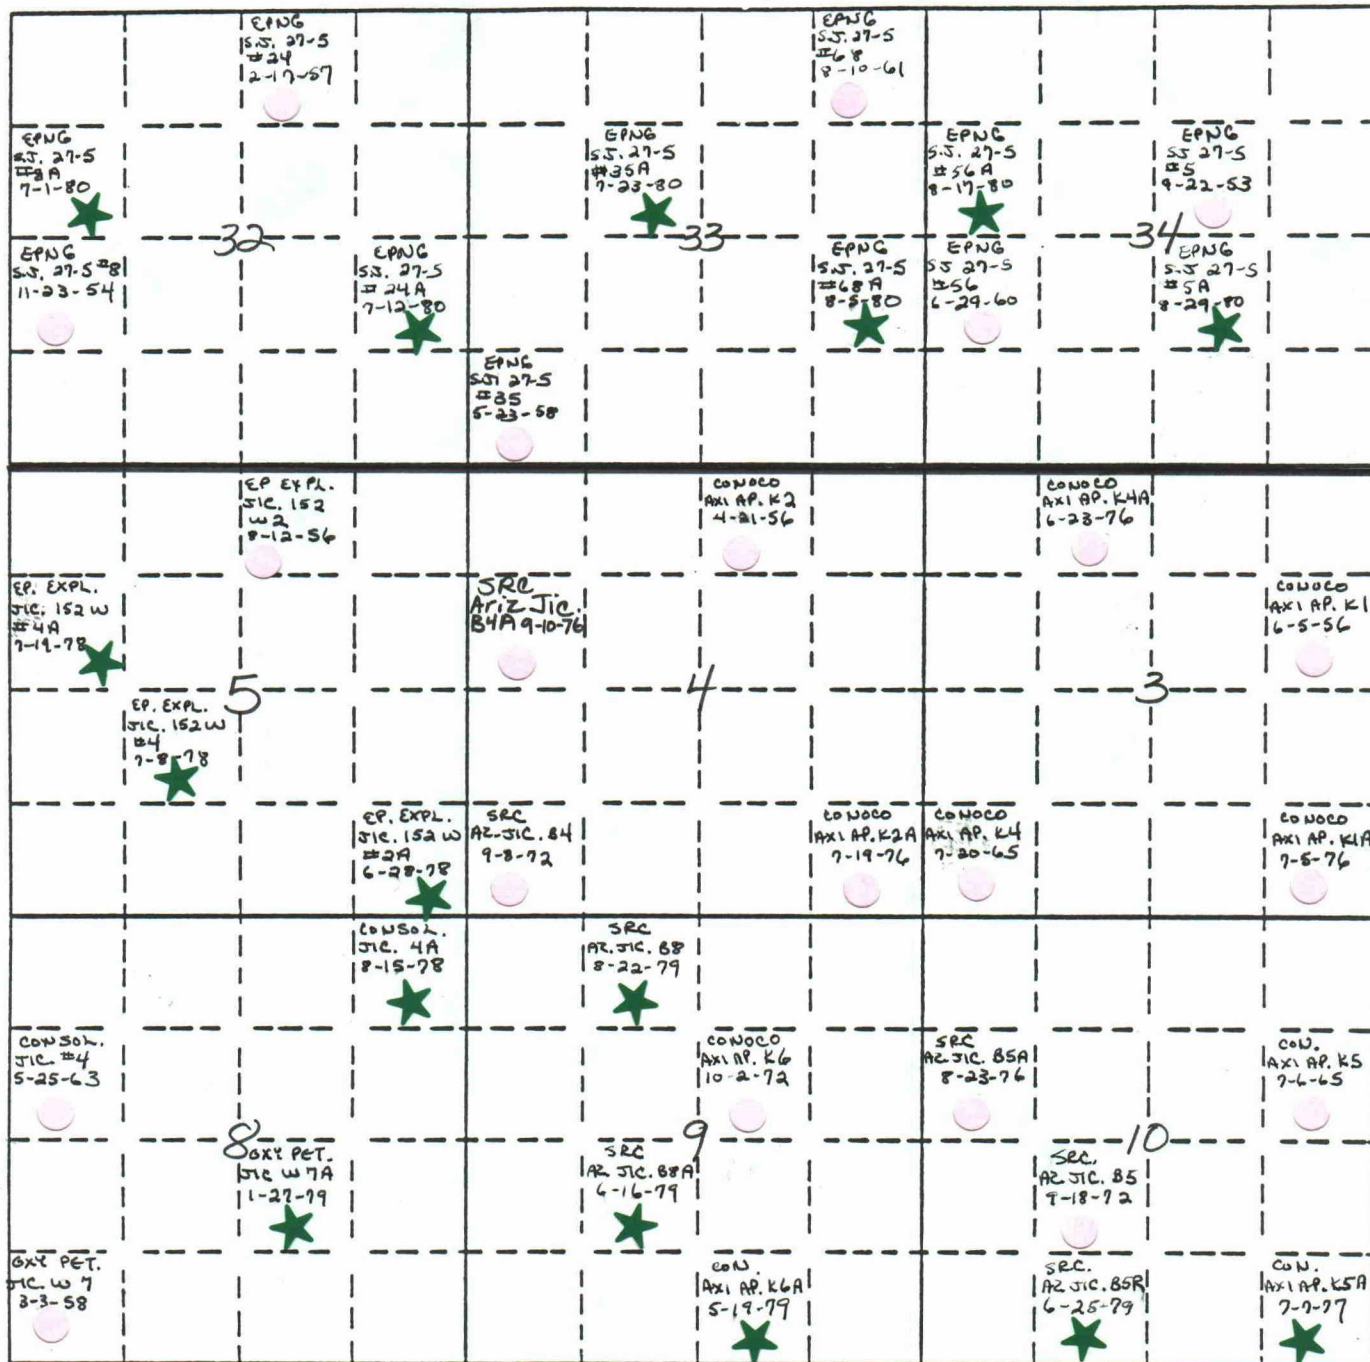 EPNG
S.J. 27-5
#24
2-17-57
EPNG
S.J. 27-5
#68
8-10-61
EPNG
S.J. 27-5
#8A
7-1-80
EPNG
S.J. 27-5
#35A
7-23-80
EPNG
S.J. 27-5
#56A
8-17-80
EPNG
SJ 27-5
#5
9-22-53
32
33
34
EPNG
S.J. 27-5 #8
11-23-54
EPNG
S.J. 27-5
#24A
7-12-80
EPNG
S.J. 27-5
#68A
8-5-80
EPNG
SJ 27-5
#56
6-29-60
EPNG
S.J 27-5
#5A
8-29-80
EPNG
S.J. 27-5
#35
5-23-58
EP EXPL.
JIC. 152
W2
8-12-56
CONOCO
AXI AP. K2
4-21-56
CONOCO
AXI AP. K4A
6-23-76
EP. EXPL.
JIC. 152 W
#4A
7-19-78
SRC
Ariz Jic.
B4A 9-10-76
CONOCO
AXI AP. K1
6-5-56
5
4
3
EP. EXPL.
JIC. 152 W
#4
7-8-78
EP. EXPL.
JIC. 152 W
#2A
6-28-78
SRC
AZ-JIC. B4
9-8-72
CONOCO
AXI AP. K2A
7-19-76
CONOCO
AXI AP. K4
7-20-65
CONOCO
AXI AP. K1A
7-5-76
CONSOL.
JIC. 4A
8-15-78
SRC
AZ. JIC. B8
8-22-79
CONSOL.
JIC. #4
5-25-63
CONOCO
AXI AP. K6
10-2-72
SRC
AZ JIC. B5A
8-23-76
CON.
AXI AP. K5
7-6-65
8
9
10
OXY PET.
JIC W 7A
1-27-79
SRC
AZ JIC. B8A
6-16-79
SRC.
AZ JIC. B5
9-18-72
OXY PET.
JIC. W 7
3-3-58
CON.
AXI AP. K6A
5-19-79
SRC.
AZ JIC. B5R
6-25-79
CON.
AXI AP. K5A
7-7-77